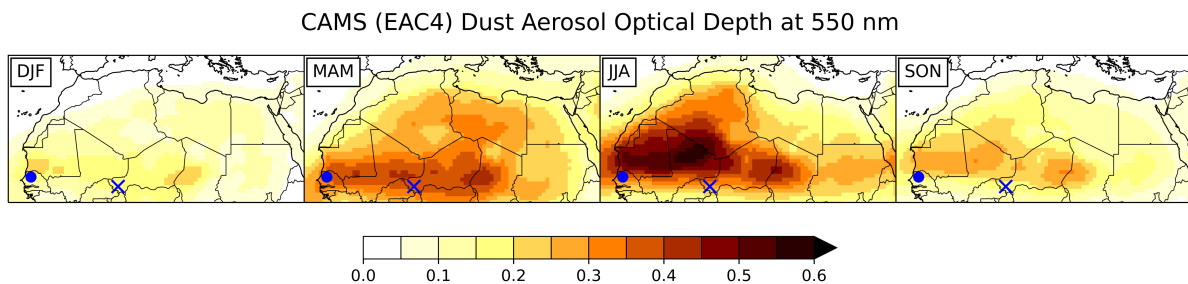 CAMS (EAC4) Dust Aerosol Optical Depth at 550 nm
DJF
MAM
JJA
SON
0.0 0.1 0.2 0.3 0.4 0.5 0.6